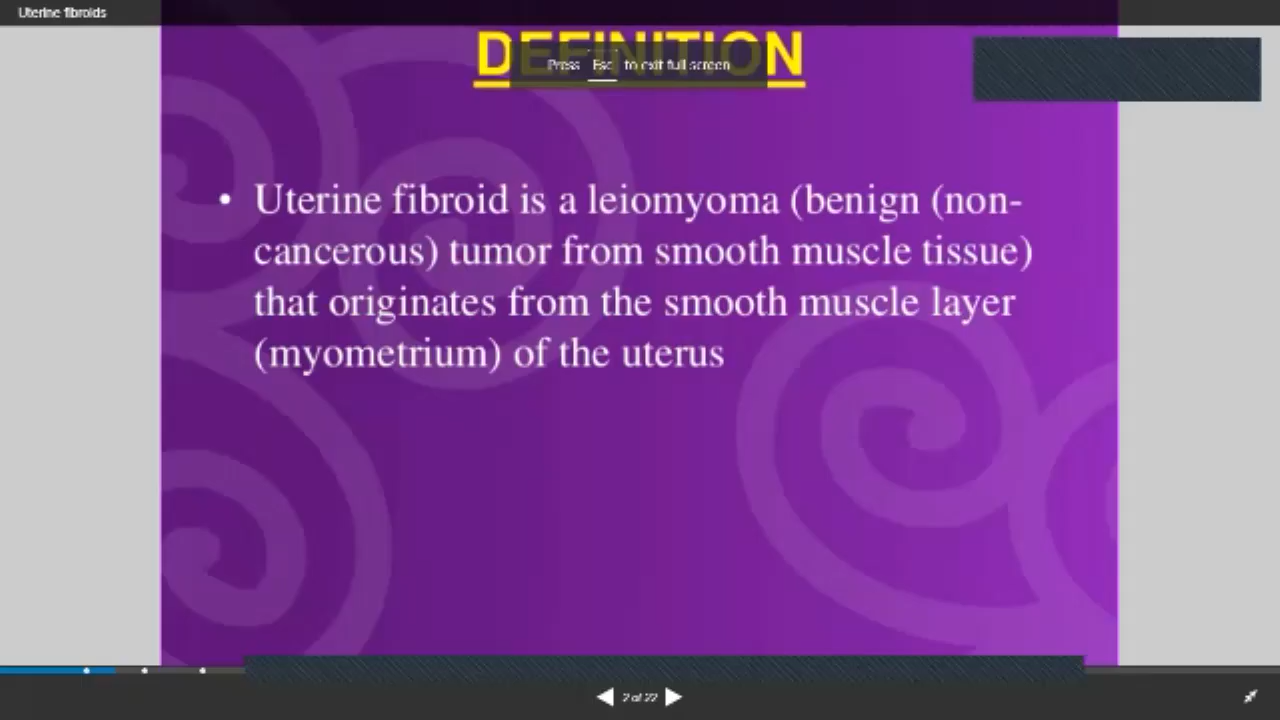 Uterine fibroids
DEFINITION
Press Esc to exit full screen
• Uterine fibroid is a leiomyoma (benign (non-
cancerous) tumor from smooth muscle tissue)
that originates from the smooth muscle layer
(myometrium) of the uterus
2 of 22